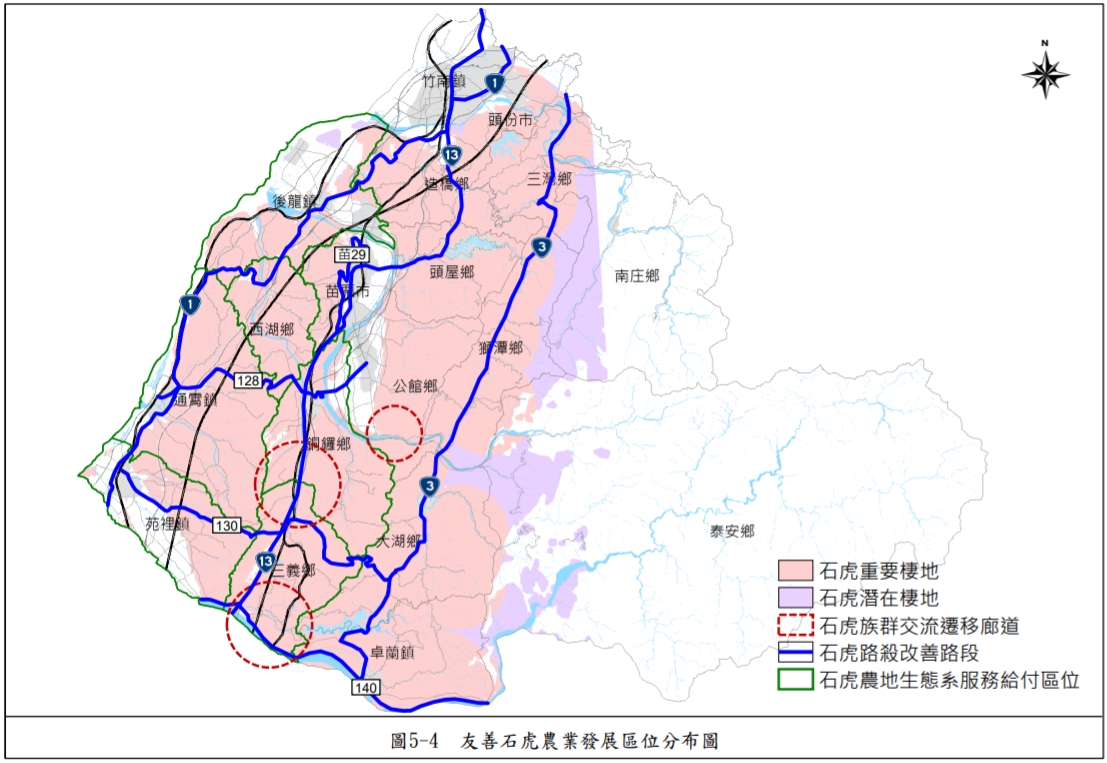 N
竹南鎮
1
頭份市
13
造橋鄉
三灣鄉
後龍鎮
3
苗29
頭屋鄉
南庄鄉
苗栗市
1
西湖鄉
獅潭鄉
128
公館鄉
通霄鎮
銅鑼鄉
3
130
苑裡鎮
泰安鄉
大湖鄉
13
三義鄉
卓蘭鎮
140
石虎重要棲地
石虎潛在棲地
石虎族群交流遷移廊道
石虎路殺改善路段
石虎農地生態系服務給付區位
圖5-4 友善石虎農業發展區位分布圖